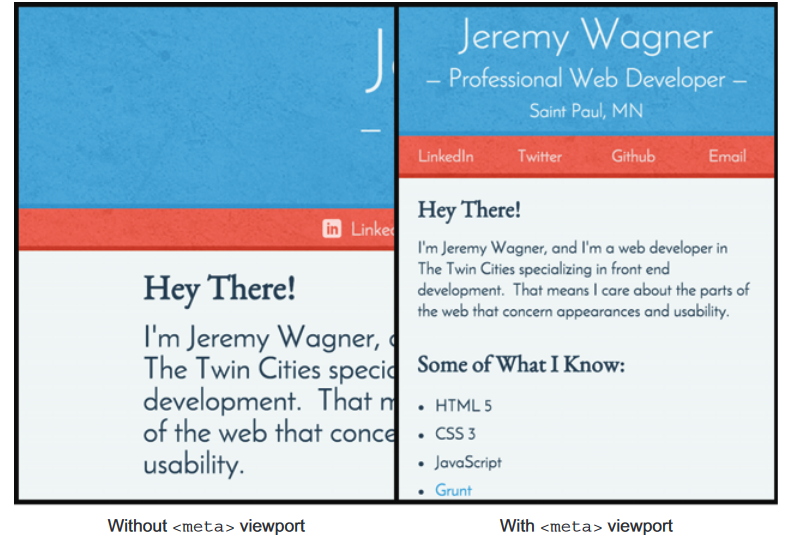 J
–
in Linked
Hey There!
I'm Jeremy Wagner,
The Twin Cities specia
development.  That m
of the web that conce
usability.
Jeremy Wagner
– Professional Web Developer –
Saint Paul, MN
LinkedIn Twitter Github Email
Hey There!
I'm Jeremy Wagner, and I'm a web developer in
The Twin Cities specializing in front end
development.  That means I care about the parts of
the web that concern appearances and usability.
Some of What I Know:
• HTML 5
• CSS 3
• JavaScript
• Grunt
Without <meta> viewport
With <meta> viewport